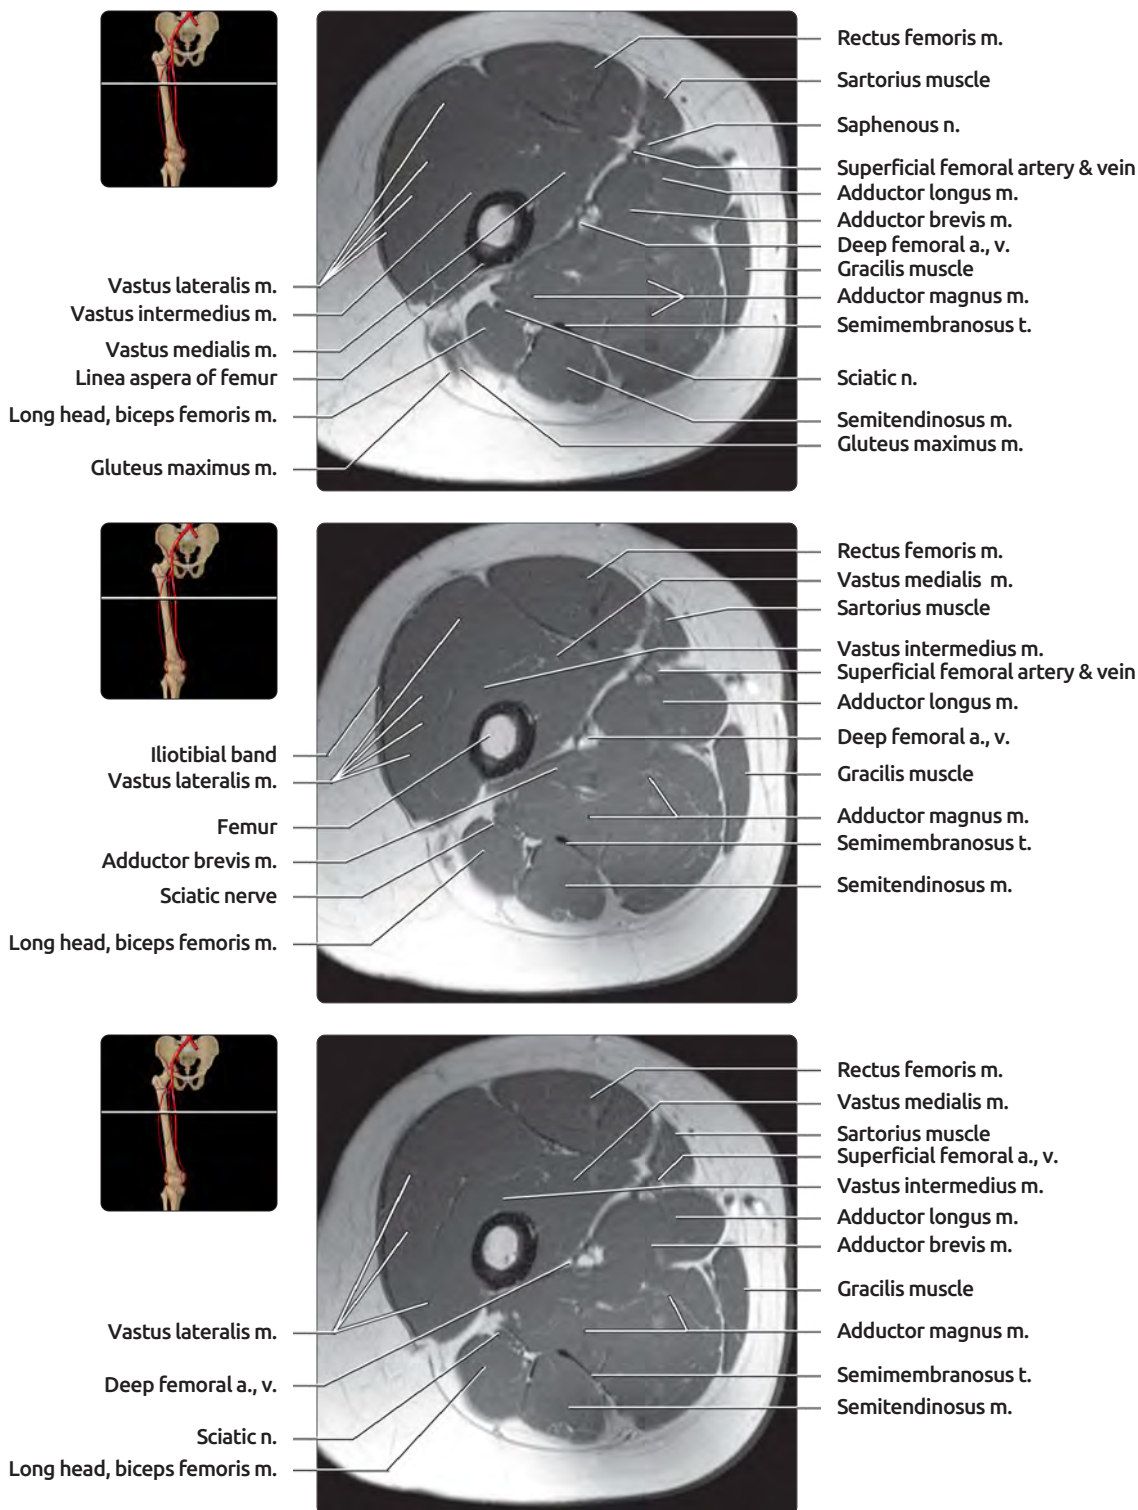 Rectus femoris m.
Sartorius muscle
Saphenous n.
Superficial femoral artery & vein
Adductor longus m.
Adductor brevis m.
Deep femoral a., v.
Gracilis muscle
Adductor magnus m.
Semimembranosus t.
Sciatic n.
Semitendinosus m.
Gluteus maximus m.
Vastus lateralis m.
Vastus intermedius m.
Vastus medialis m.
Linea aspera of femur
Long head, biceps femoris m.
Gluteus maximus m.
Rectus femoris m.
Vastus medialis m.
Sartorius muscle
Vastus intermedius m.
Superficial femoral artery & vein
Adductor longus m.
Deep femoral a., v.
Gracilis muscle
Adductor magnus m.
Semimembranosus t.
Semitendinosus m.
Iliotibial band
Vastus lateralis m.
Femur
Adductor brevis m.
Sciatic nerve
Long head, biceps femoris m.
Rectus femoris m.
Vastus medialis m.
Sartorius muscle
Superficial femoral a., v.
Vastus intermedius m.
Adductor longus m.
Adductor brevis m.
Gracilis muscle
Adductor magnus m.
Semimembranosus t.
Semitendinosus m.
Vastus lateralis m.
Deep femoral a., v.
Sciatic n.
Long head, biceps femoris m.